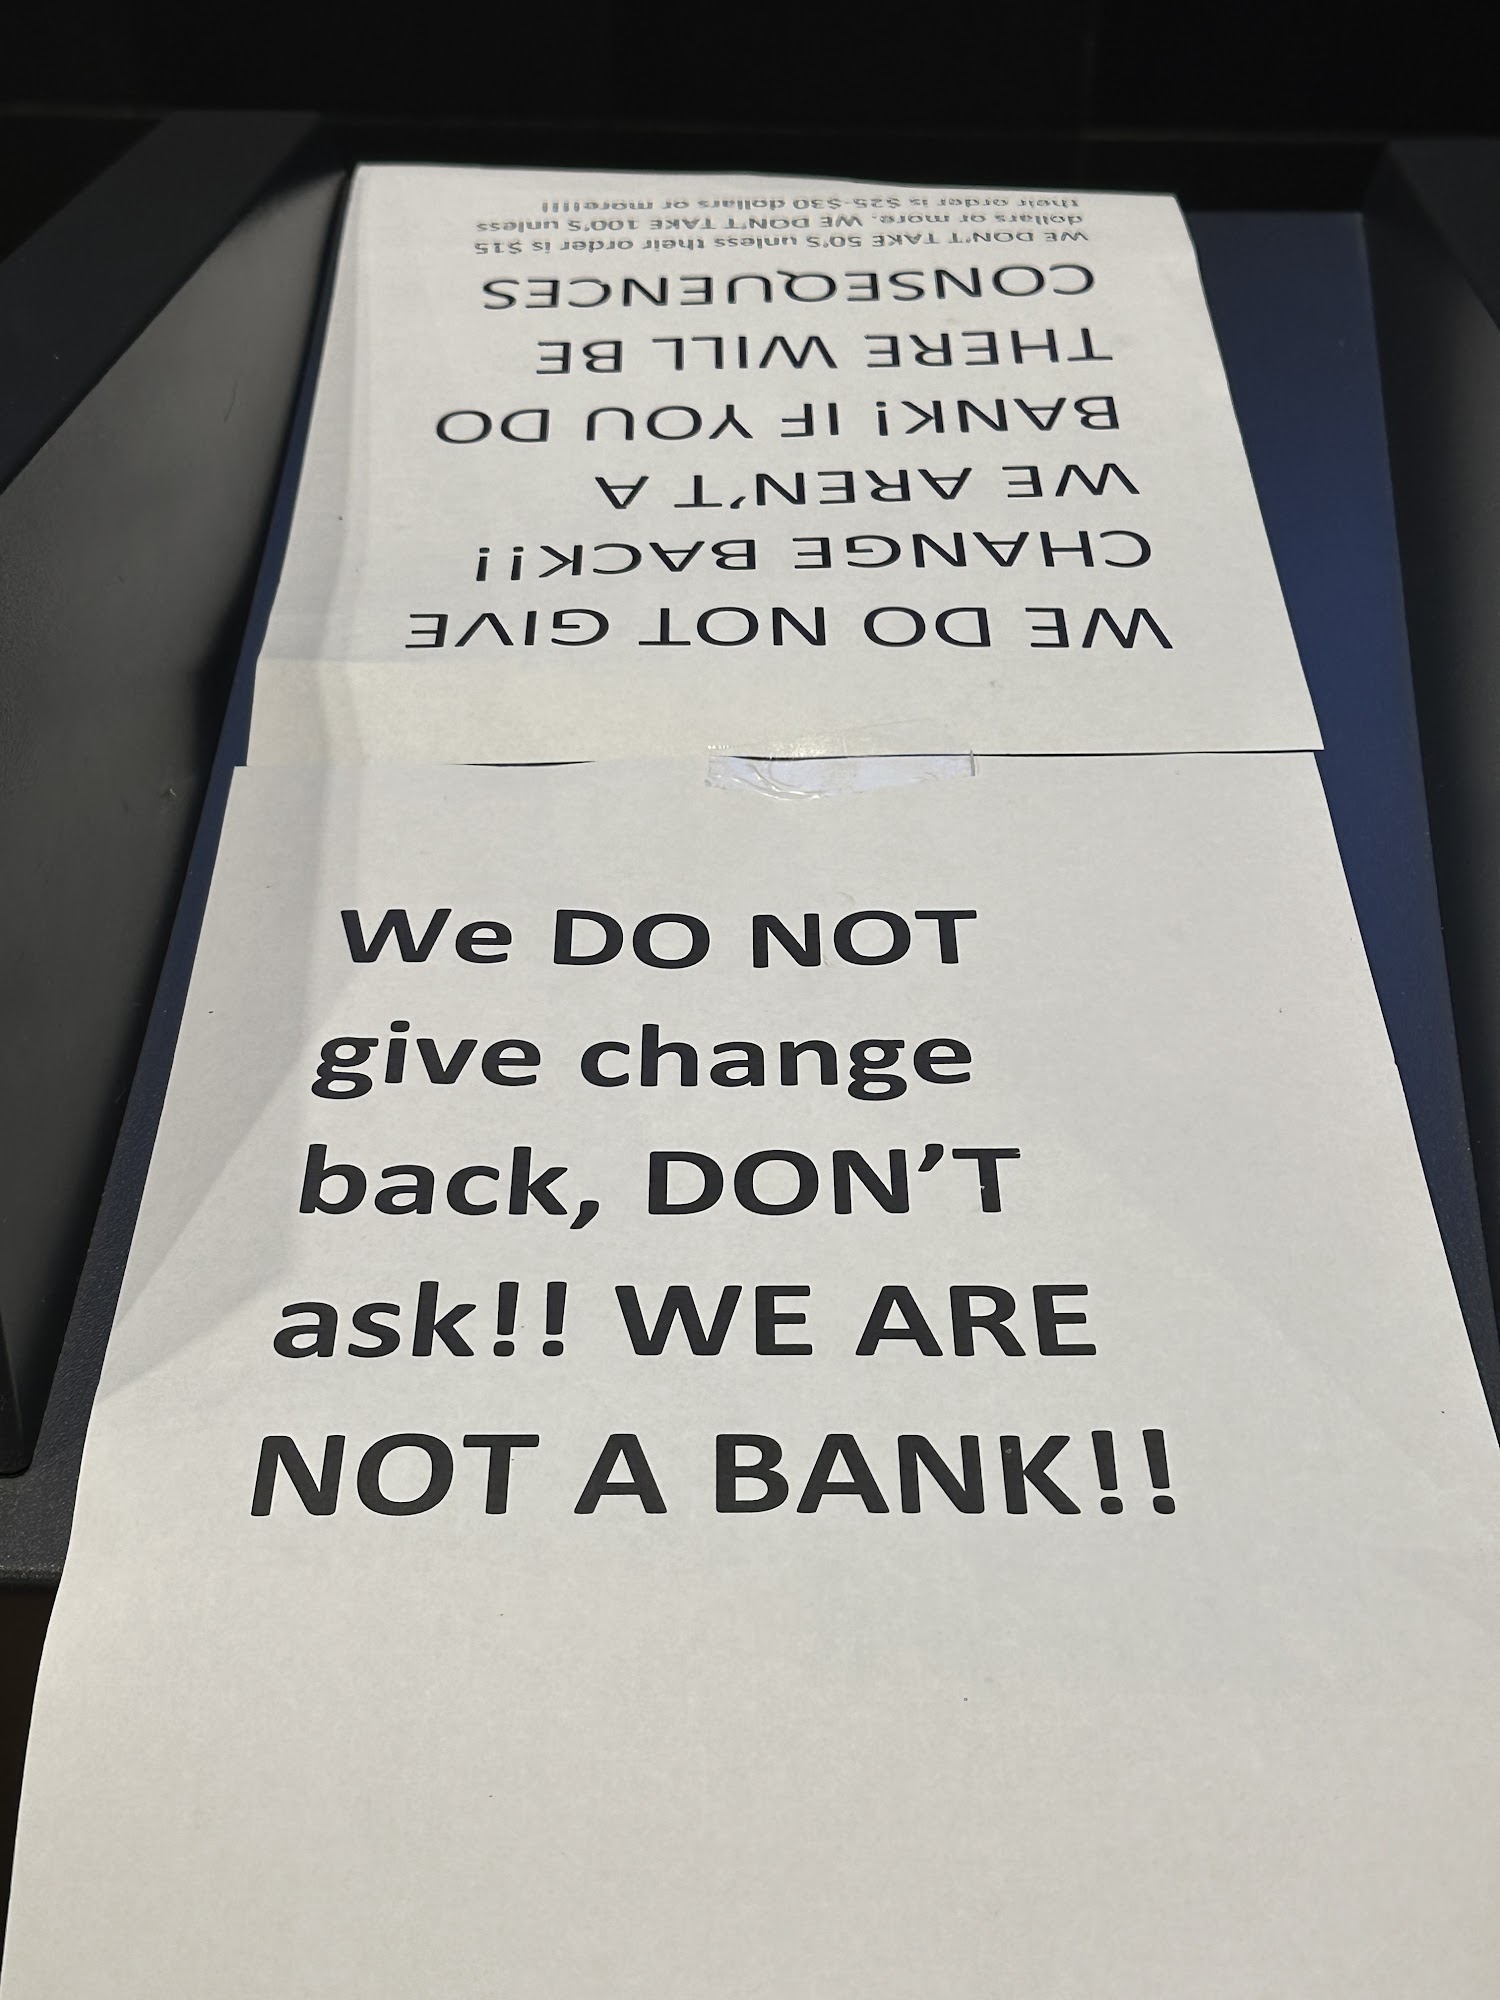 We DO NOT
give change
back, DON’T
ask!! WE ARE
NOT A BANK!!
WE DO NOT GIVE
CHANGE BACK!!
WE AREN’T A
BANK! IF YOU DO
THERE WILL BE
CONSEQUENCES
WE DON'T TAKE 50'S unless their order is $15
dollars or more. WE DON'T TAKE 100'S unless
their order is $25-$30 dollars or more!!!!